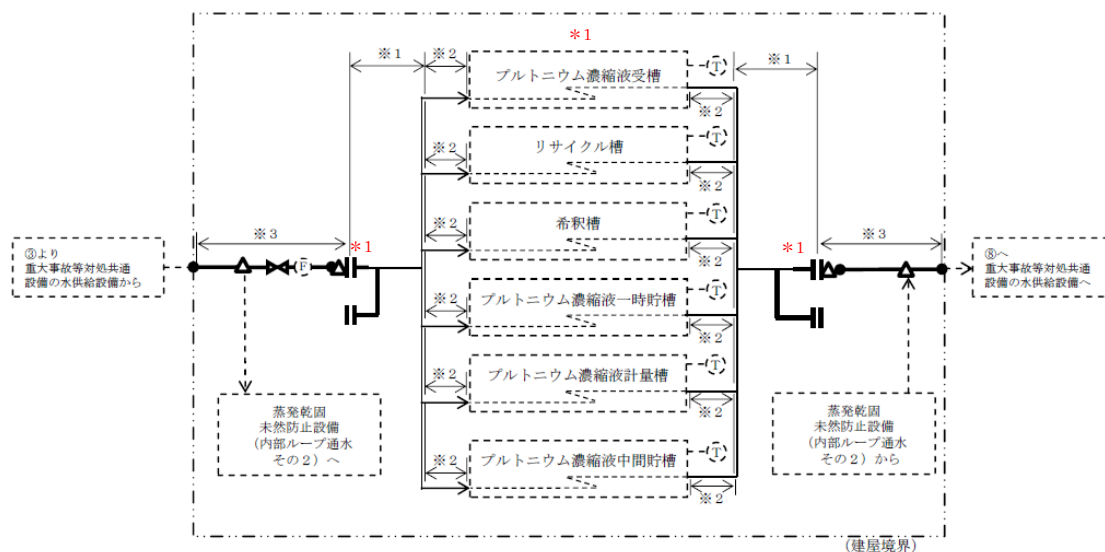 ＊1
※1
※2
プルトニウム濃縮液受槽
T
※1
※2
※2
リサイクル槽
T
※2
※2
希釈槽
T
※2
③より
重大事故等対処共通
設備の水供給設備から
※3
＊1
F
＊1
※3
⑧へ
重大事故等対処共通
設備の水供給設備へ
※2
プルトニウム濃縮液一時貯槽
T
※2
※2
プルトニウム濃縮液計量槽
T
※2
蒸発乾固
未然防止設備
(内部ループ通水
その２）へ
蒸発乾固
未然防止設備
(内部ループ通水
その２）から
※2
プルトニウム濃縮液中間貯槽
T
※2
(建屋境界)